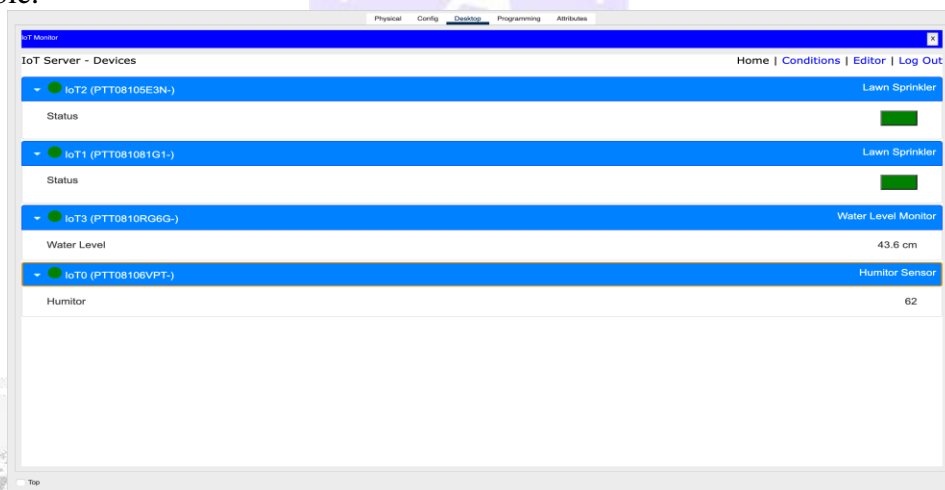 ple.
Physical Config Desktop Programming Attributes
IoT Monitor X
IoT Server - Devices Home | Conditions | Editor | Log Out
IoT2 (PTT08105E3N-) Lawn Sprinkler
Status
IoT1 (PTT081081G1-) Lawn Sprinkler
Status
IoT3 (PTT0810RG6G-) Water Level Monitor
Water Level 43.6 cm
IoT0 (PTT08106VPT-) Humitor Sensor
Humitor 62
Top